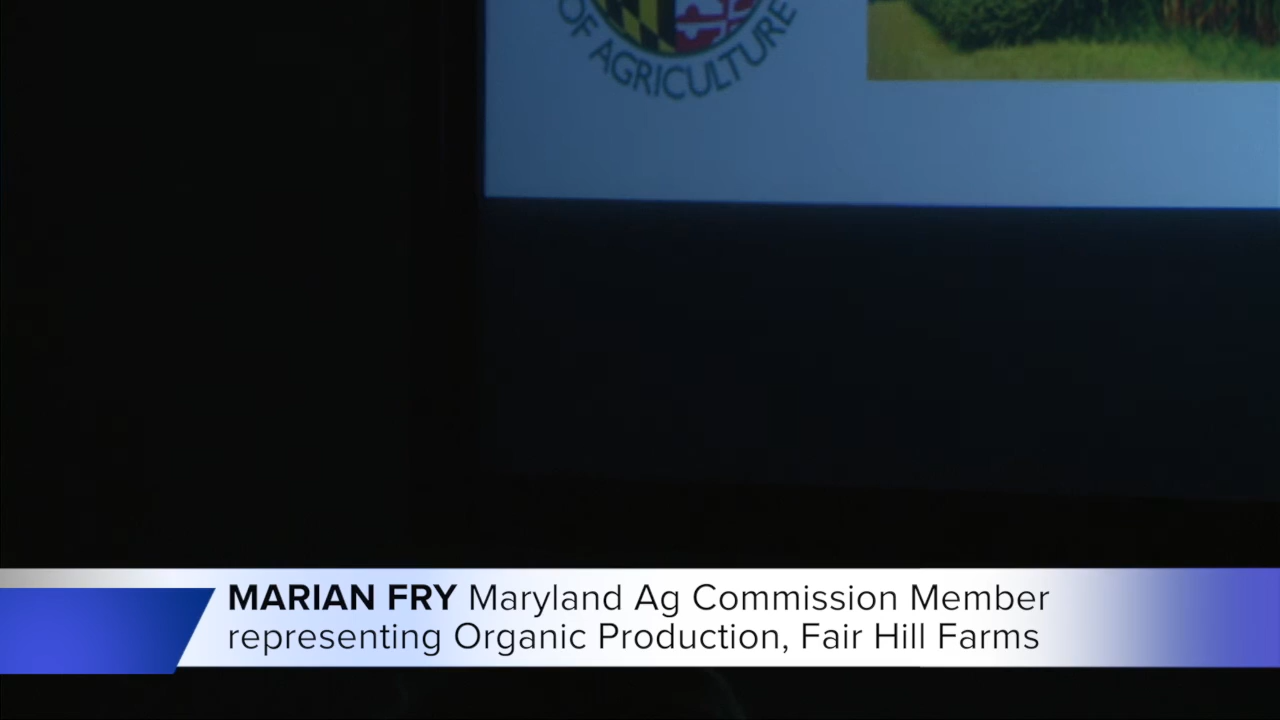 OF AGRICULTURE
MARIAN FRY Maryland Ag Commission Member
representing Organic Production, Fair Hill Farms